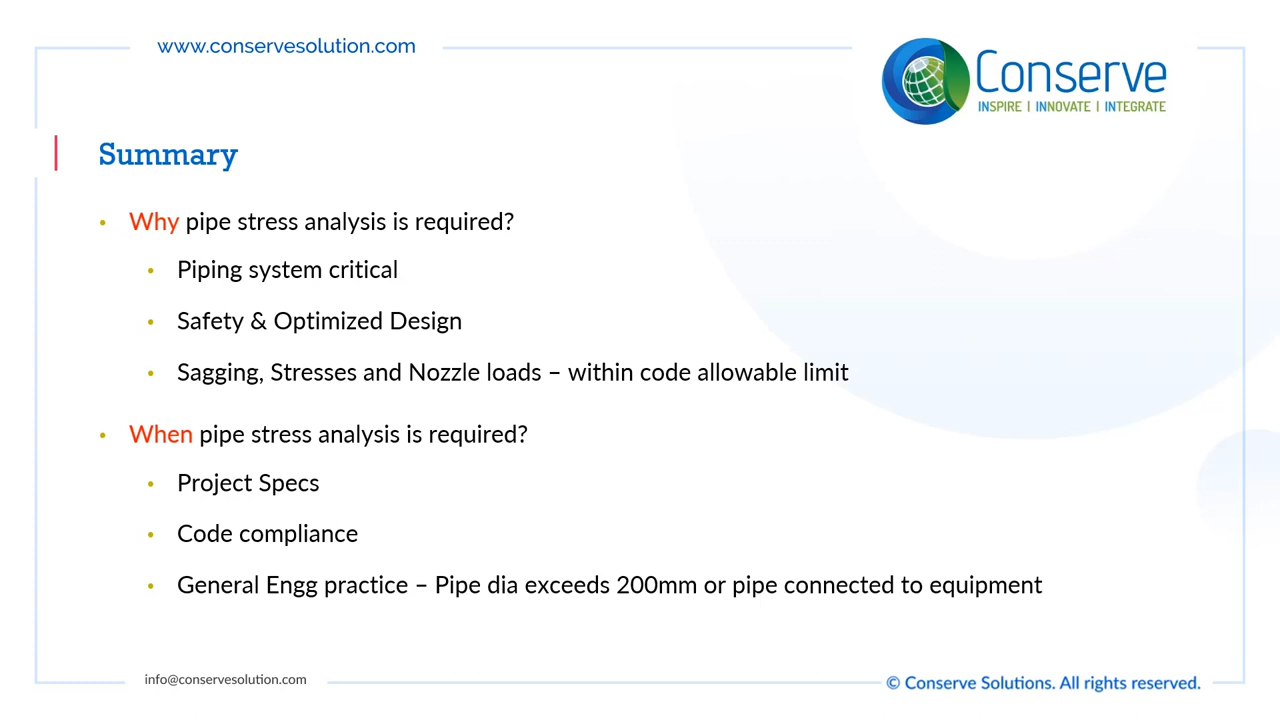 www.conservesolution.com
Conserve
INSPIRE | INNOVATE | INTEGRATE
Summary
• Why pipe stress analysis is required?
• Piping system critical
• Safety & Optimized Design
• Sagging, Stresses and Nozzle loads – within code allowable limit
• When pipe stress analysis is required?
• Project Specs
• Code compliance
• General Engg practice – Pipe dia exceeds 200mm or pipe connected to equipment
info@conservesolution.com
© Conserve Solutions. All rights reserved.